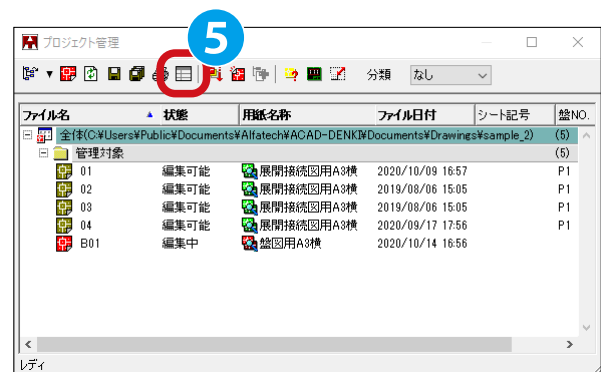 プロジェクト管理
5
分類 なし
ファイル名 状態 用紙名称 ファイル日付 シート記号 盤NO.
全体(C:¥Users¥Public¥Documents¥Alfatech¥ACAD-DENKI¥Documents¥Drawings¥sample_2) (5)
管理対象 (5)
01 編集可能 展開接続図用A3横 2020/10/09 16:57 P1
02 編集可能 展開接続図用A3横 2019/08/06 15:05 P1
03 編集可能 展開接続図用A3横 2019/08/06 15:05 P1
04 編集可能 展開接続図用A3横 2020/09/17 17:56 P1
B01 編集中 盤図用A3横 2020/10/14 16:56
レディ